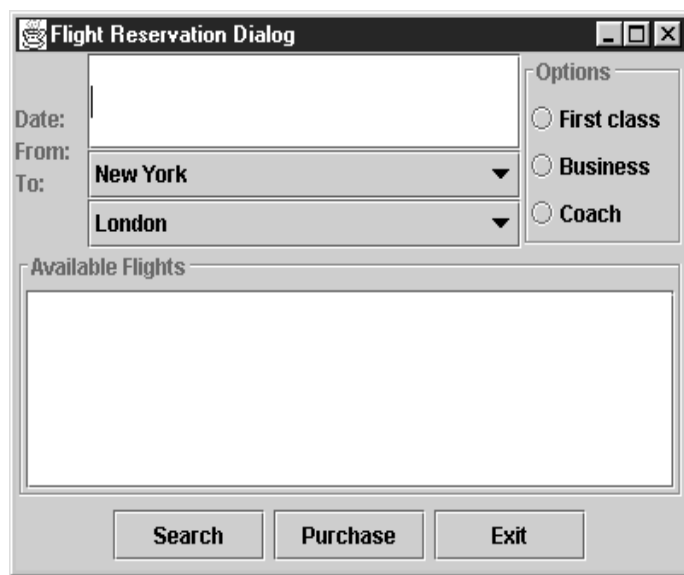 Flight Reservation Dialog
Options
Date:
From:
To:
New York
London
First class
Business
Coach
Available Flights
Search Purchase Exit